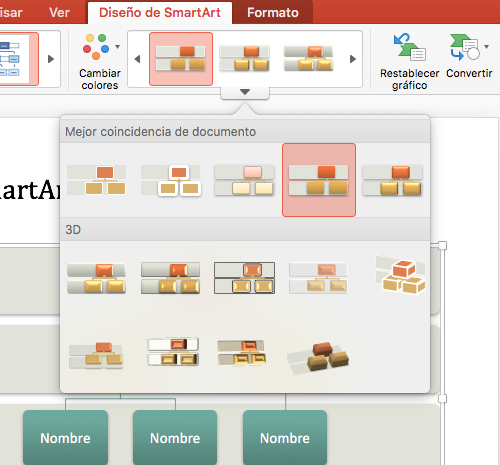 isar Ver Diseño de SmartArt Formato
Cambiar
colores
Restablecer
gráfico
Convertir
Mejor coincidencia de documento
martAr
3D
Nombre Nombre Nombre